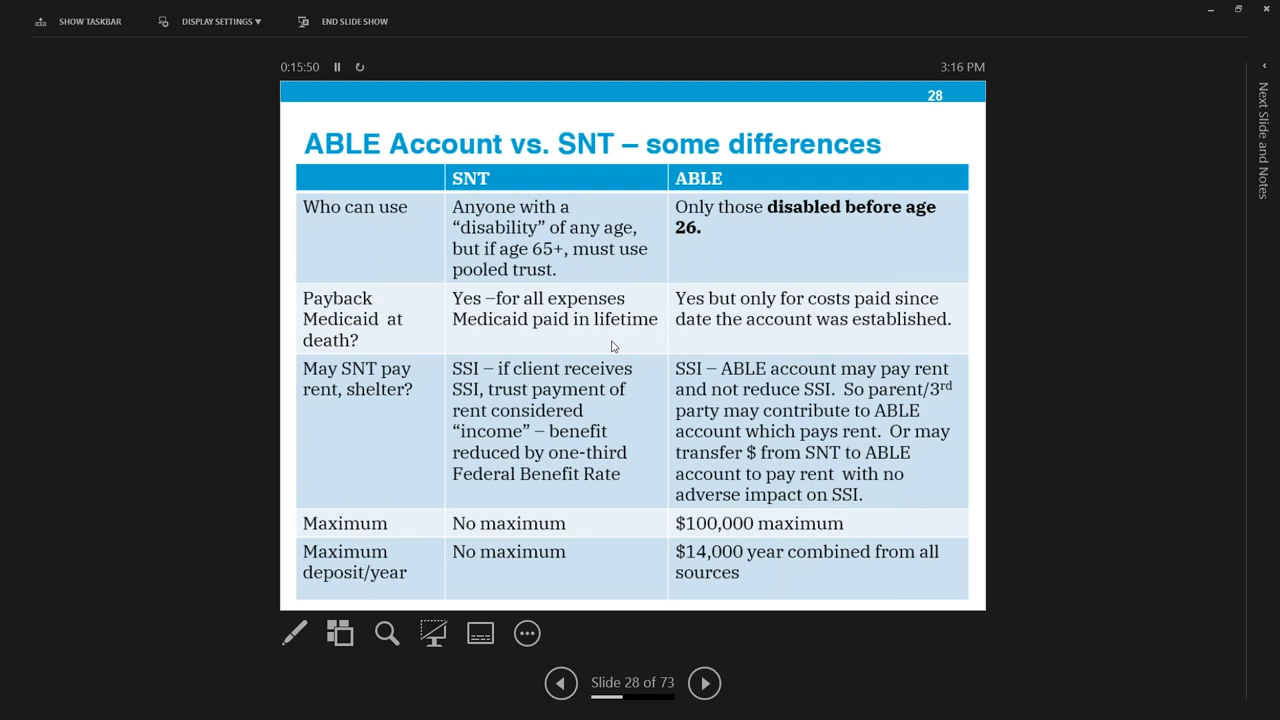 SHOW TASKBAR
DISPLAY SETTINGS ▼
END SLIDE SHOW
0:15:50
3:16 PM
Next Slide and Notes
28
ABLE Account vs. SNT – some differences
SNT
ABLE
Who can use
Anyone with a
“disability” of any age,
but if age 65+, must use
pooled trust.
Only those disabled before age
26.
Payback
Medicaid at
death?
Yes –for all expenses
Medicaid paid in lifetime
Yes but only for costs paid since
date the account was established.
May SNT pay
rent, shelter?
SSI – if client receives
SSI, trust payment of
rent considered
“income” – benefit
reduced by one-third
Federal Benefit Rate
SSI – ABLE account may pay rent
and not reduce SSI. So parent/3rd
party may contribute to ABLE
account which pays rent. Or may
transfer $ from SNT to ABLE
account to pay rent with no
adverse impact on SSI.
Maximum
No maximum
$100,000 maximum
Maximum
deposit/year
No maximum
$14,000 year combined from all
sources
Slide 28 of 73